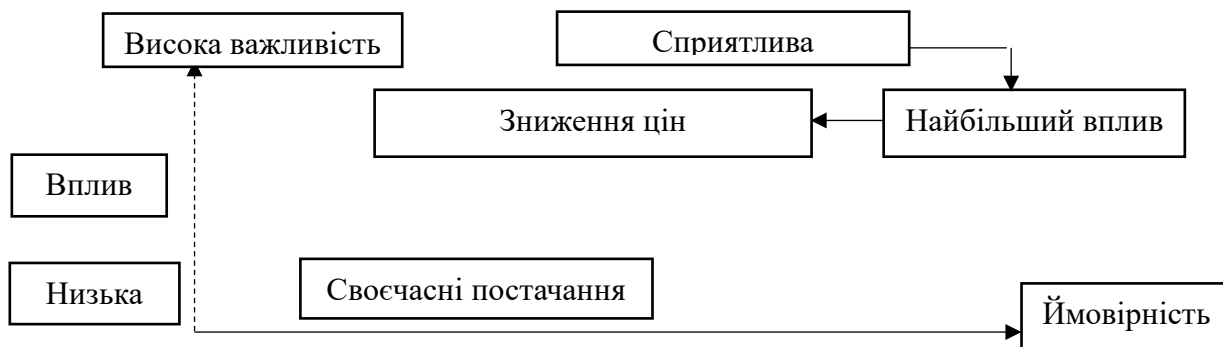 Висока важливість
Сприятлива
Зниження цін
Найбільший вплив
Вплив
Низька
Своєчасні постачання
Ймовірність